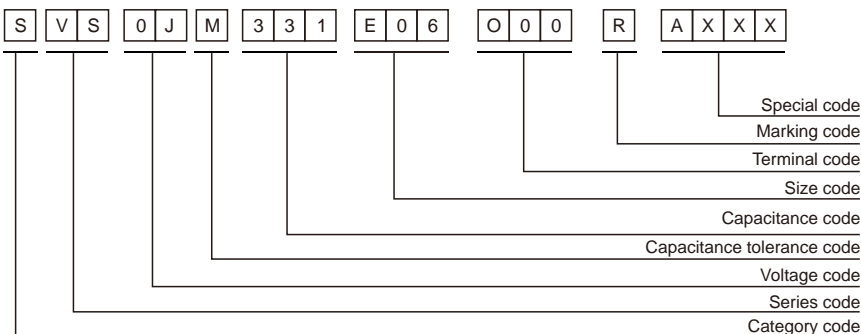 S V S 0 J M 3 3 1 E 0 6 O 0 0 R A X X X
Special code
Marking code
Terminal code
Size code
Capacitance code
Capacitance tolerance code
Voltage code
Series code
Category code